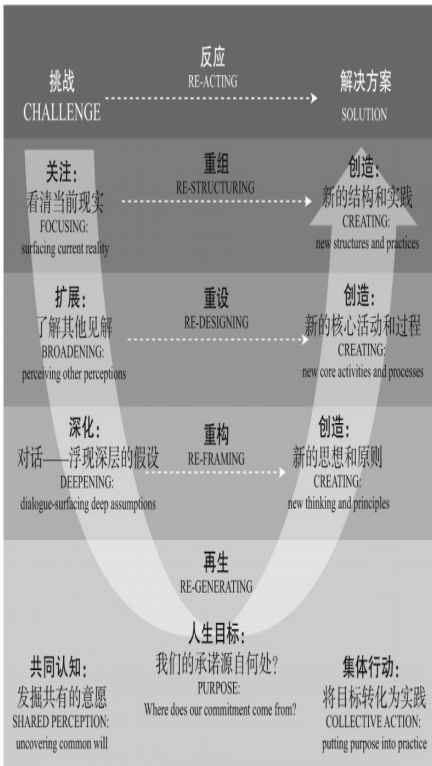 挑战
CHALLENGE
反应
RE-ACTING
解决方案
SOLUTION
关注：
看清当前现实
FOCUSING:
surfacing current reality
重组
RE-STRUCTURING
创造：
新的结构和实践
CREATING:
new structures and practices
扩展：
了解其他见解
BROADENING:
perceiving other perceptions
重设
RE-DESIGNING
创造：
新的核心活动和过程
CREATING:
new core activities and processes
深化：
对话——浮现深层的假设
DEEPENING:
dialogue-surfacing deep assumptions
重构
RE-FRAMING
创造：
新的思想和原则
CREATING:
new thinking and principles
再生
RE-GENERATING
共同认知：
发掘共有的意愿
SHARED PERCEPTION:
uncovering common will
人生目标：
我们的承诺源自何处？
PURPOSE:
Where does our commitment come from?
集体行动：
将目标转化为实践
COLLECTIVE ACTION:
putting purpose into practice